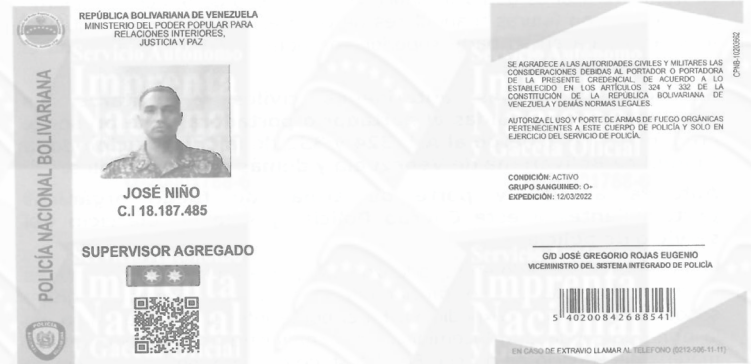 REPÚBLICA BOLIVARIANA DE VENEZUELA
MINISTERIO DEL PODER POPULAR PARA
RELACIONES INTERIORES,
JUSTICIA Y PAZ
POLICÍA NACIONAL BOLIVARIANA
JOSÉ NIÑO
C.I 18.187.485
SUPERVISOR AGREGADO
POLICÍA
CPNB-10203662
SE AGRADECE A LAS AUTORIDADES CIVILES Y MILITARES LAS
CONSIDERACIONES DEBIDAS AL PORTADOR O PORTADORA
DE LA PRESENTE CREDENCIAL, DE ACUERDO A LO
ESTABLECIDO EN LOS ARTÍCULOS 324 Y 332 DE LA
CONSTITUCIÓN DE LA REPÚBLICA BOLIVARIANA DE
VENEZUELA Y DEMÁS NORMAS LEGALES.
AUTORIZA EL USO Y PORTE DE ARMAS DE FUEGO ORGÁNICAS
PERTENECIENTES A ESTE CUERPO DE POLICÍA Y SOLO EN
EJERCICIO DEL SERVICIO DE POLICÍA.
CONDICIÓN: ACTIVO
GRUPO SANGUINEO: O+
EXPEDICIÓN: 12/03/2022
G/D JOSÉ GREGORIO ROJAS EUGENIO
VICEMINISTRO DEL SISTEMA INTEGRADO DE POLICÍA
5 40200842688541
EN CASO DE EXTRAVIO LLAMAR AL TELEFONO